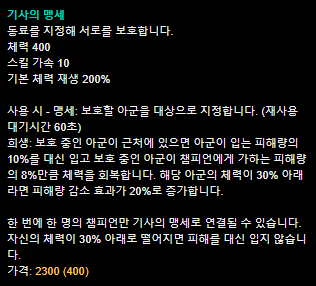 기사의 맹세
동료를 지정해 서로를 보호합니다.
체력 400
스킬 가속 10
기본 체력 재생 200%
사용 시 - 맹세: 보호할 아군을 대상으로 지정합니다. (재사용
대기시간 60초)
희생: 보호 중인 아군이 근처에 있으면 아군이 입는 피해량의
10%를 대신 입고 보호 중인 아군이 챔피언에게 가하는 피해량
의 8%만큼 체력을 회복합니다. 해당 아군의 체력이 30% 아래
라면 피해량 감소 효과가 20%로 증가합니다.
한 번에 한 명의 챔피언만 기사의 맹세로 연결될 수 있습니다.
자신의 체력이 30% 아래로 떨어지면 피해를 대신 입지 않습니
다.
가격: 2300 (400)